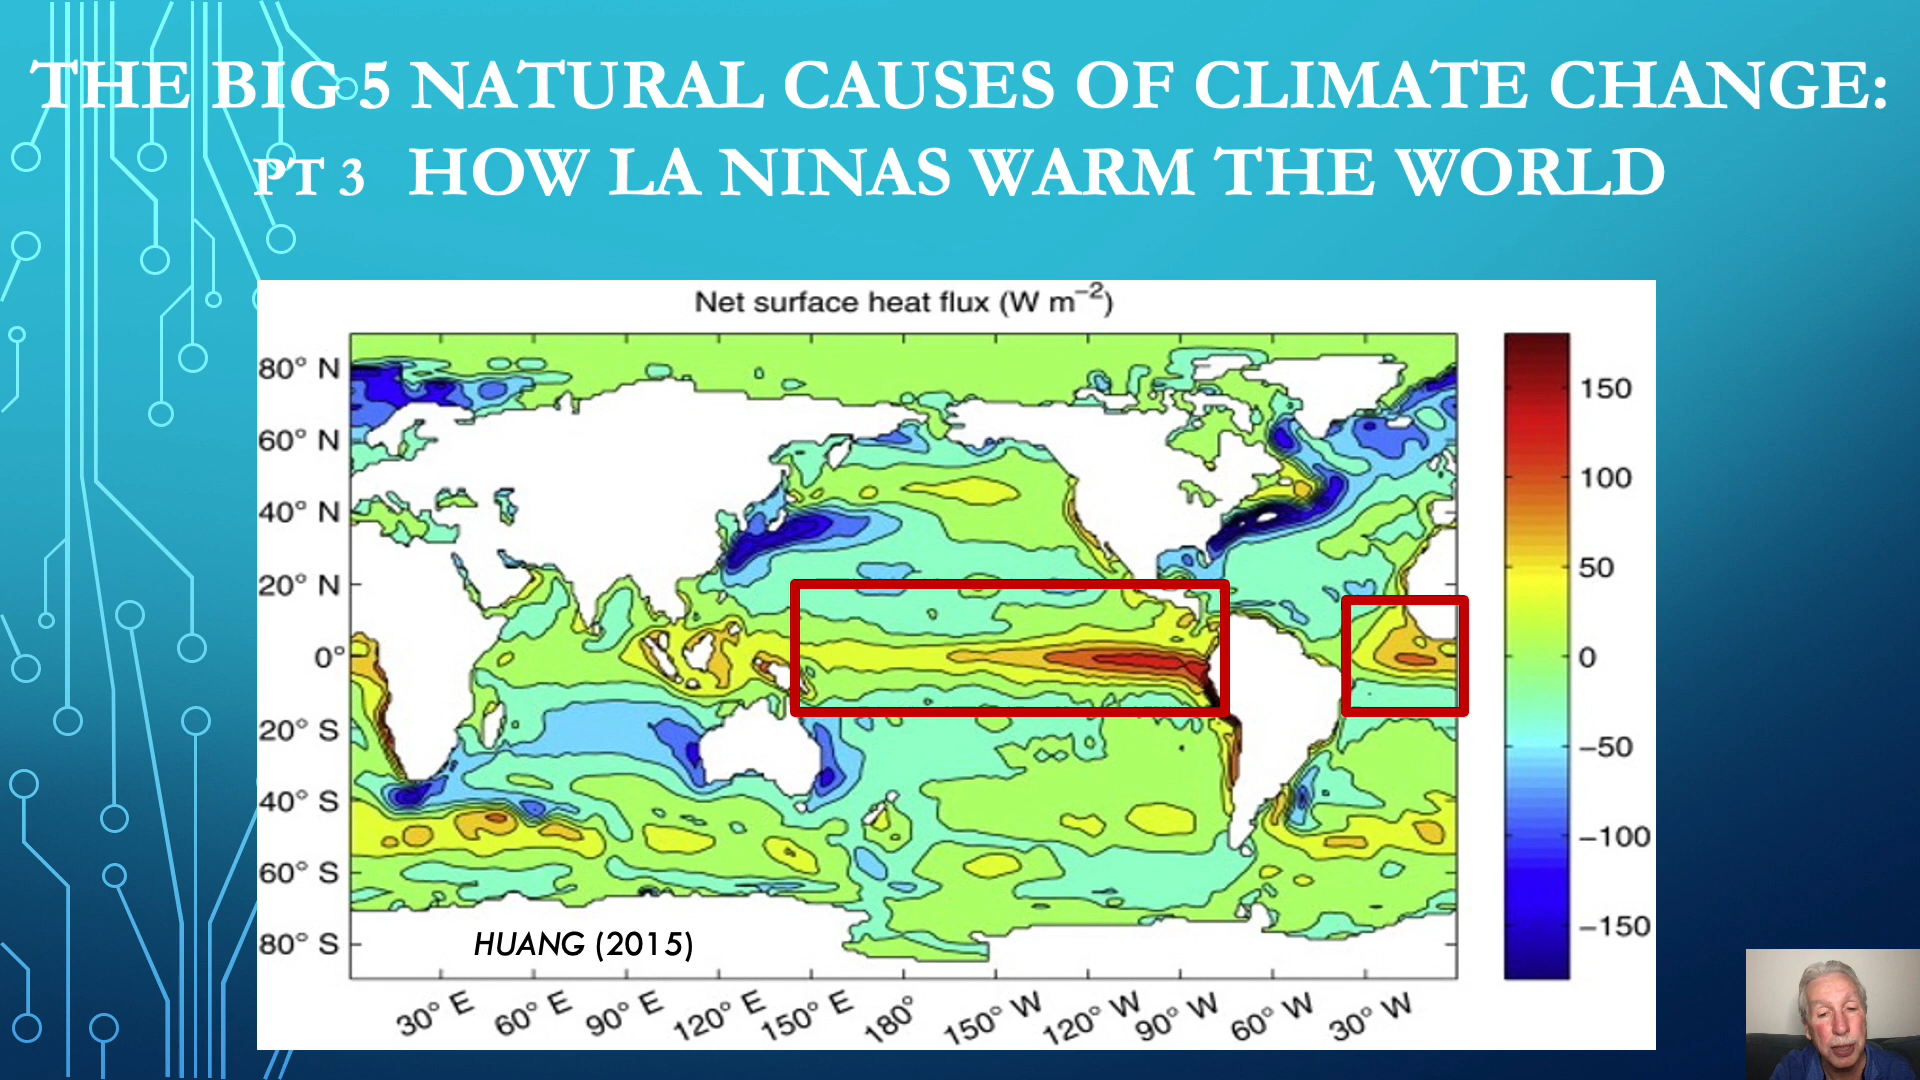 THE BIG 5 NATURAL CAUSES OF CLIMATE CHANGE:
PT 3 HOW LA NINAS WARM THE WORLD
Net surface heat flux (W m⁻²)
80° N
60° N
40° N
20° N
0°
20° S
40° S
60° S
80° S
30° E 60° E 90° E 120° E 150° E 180° 150° W 120° W 90° W 60° W 30° W
150
100
50
0
−50
−100
−150
HUANG (2015)